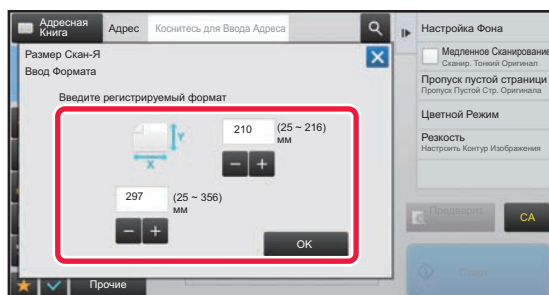 Адресная
Книга
Адрес
Коснитесь для Ввода Адреса
Размер Скан-Я
Ввод Формата
Введите регистрируемый формат
Y
X
210
(25 ~ 216)
мм
297
(25 ~ 356)
мм
OK
Прочие
Настройка Фона
Медленное Сканирование
Сканир. Тонкий Оригинал
Пропуск пустой страници
Пропуск Пустой Стр. Оригинала
Цветной Режим
Резкость
Настроить Контур Изображения
Предварит.
CA
Старт